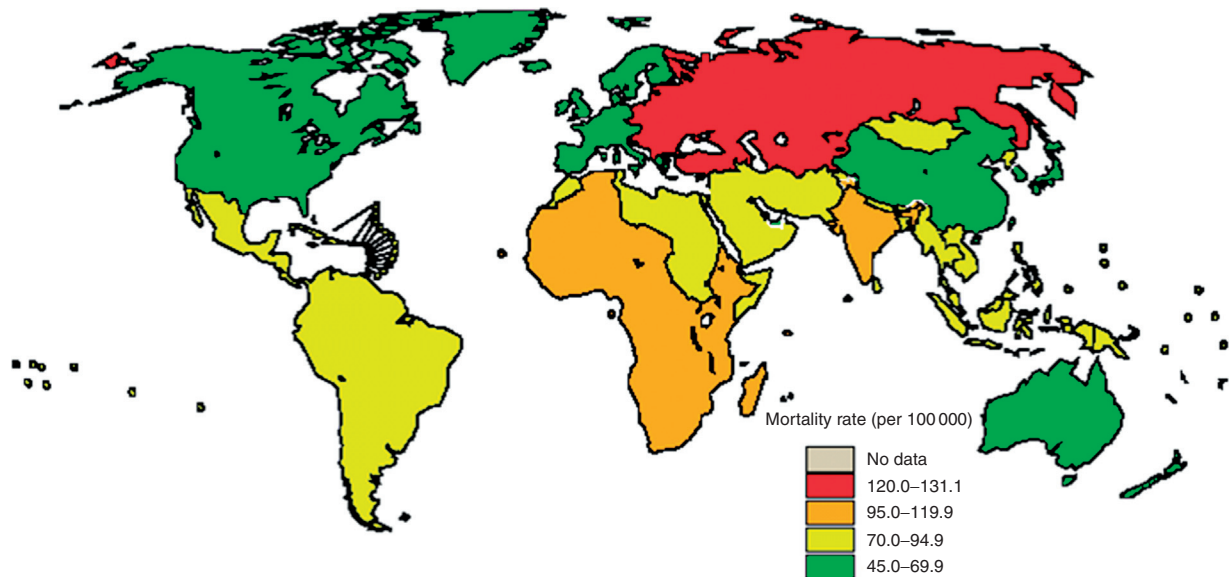 Mortality rate (per 100 000)
No data
120.0–131.1
95.0–119.9
70.0–94.9
45.0–69.9